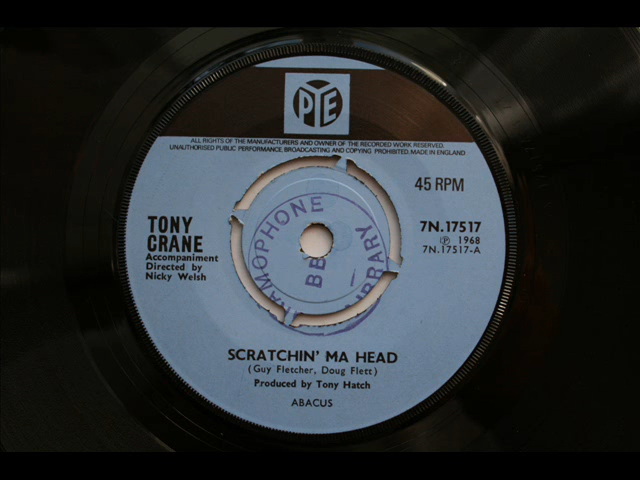 PYE
ALL RIGHTS OF THE MANUFACTURERS AND OWNER OF THE RECORDED WORK RESERVED.
UNAUTHORISED PUBLIC PERFORMANCE, BROADCASTING AND COPYING PROHIBITED. MADE IN ENGLAND
45 RPM
TONY
CRANE
Accompaniment
Directed by
Nicky Welsh
7N.17517
Ⓟ 1968
7N.17517-A
RAMOPHONE
BB
LIBRARY
SCRATCHIN' MA HEAD
(Guy Fletcher, Doug Flett)
Produced by Tony Hatch
ABACUS